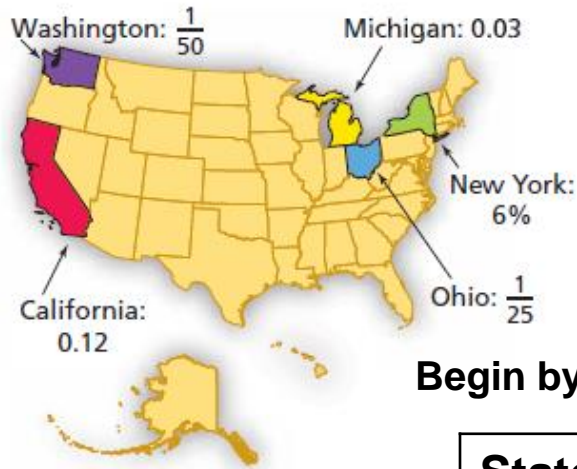 Washington: 1/50
Michigan: 0.03
New York:
6%
Ohio: 1/25
California:
0.12
Begin by
State